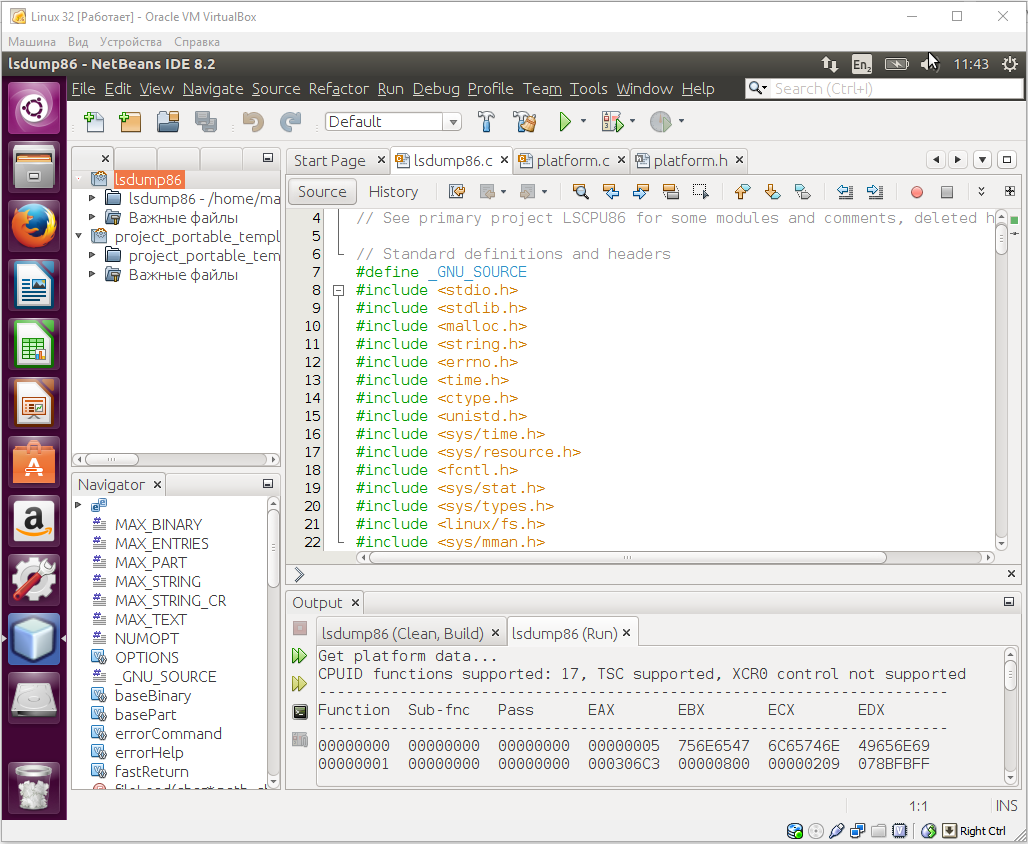 Linux 32 [Работает] - Oracle VM VirtualBox
Машина Вид Устройства Справка
lsdump86 - NetBeans IDE 8.2
En2
11:43
File Edit View Navigate Source Refactor Run Debug Profile Team Tools Window Help
Search (Ctrl+I)
Default
Start Page
lsdump86.c
platform.c
platform.h
Source
History
lsdump86
lsdump86 - /home/ma
Важные файлы
project_portable_templ
project_portable_tem
Важные файлы
4 // See primary project LSCPU86 for some modules and comments, deleted h
5
6 // Standard definitions and headers
7 #define _GNU_SOURCE
8 #include <stdio.h>
9 #include <stdlib.h>
10 #include <malloc.h>
11 #include <string.h>
12 #include <errno.h>
13 #include <time.h>
14 #include <ctype.h>
15 #include <unistd.h>
16 #include <sys/time.h>
17 #include <sys/resource.h>
18 #include <fcntl.h>
19 #include <sys/stat.h>
20 #include <sys/types.h>
21 #include <linux/fs.h>
22 #include <sys/mman.h>
Navigator
MAX_BINARY
MAX_ENTRIES
MAX_PART
MAX_STRING
MAX_STRING_CR
MAX_TEXT
NUMOPT
OPTIONS
_GNU_SOURCE
baseBinary
basePart
errorCommand
errorHelp
fastReturn
Output
lsdump86 (Clean, Build)
lsdump86 (Run)
Get platform data...
CPUID functions supported: 17, TSC supported, XCR0 control not supported
----------------------------------------------------------------------
Function Sub-fnc Pass EAX EBX ECX EDX
----------------------------------------------------------------------
00000000 00000000 00000000 00000005 756E6547 6C65746E 49656E69
00000001 00000000 00000000 000306C3 00000800 00000209 078BFBFF
1:1
INS
Right Ctrl